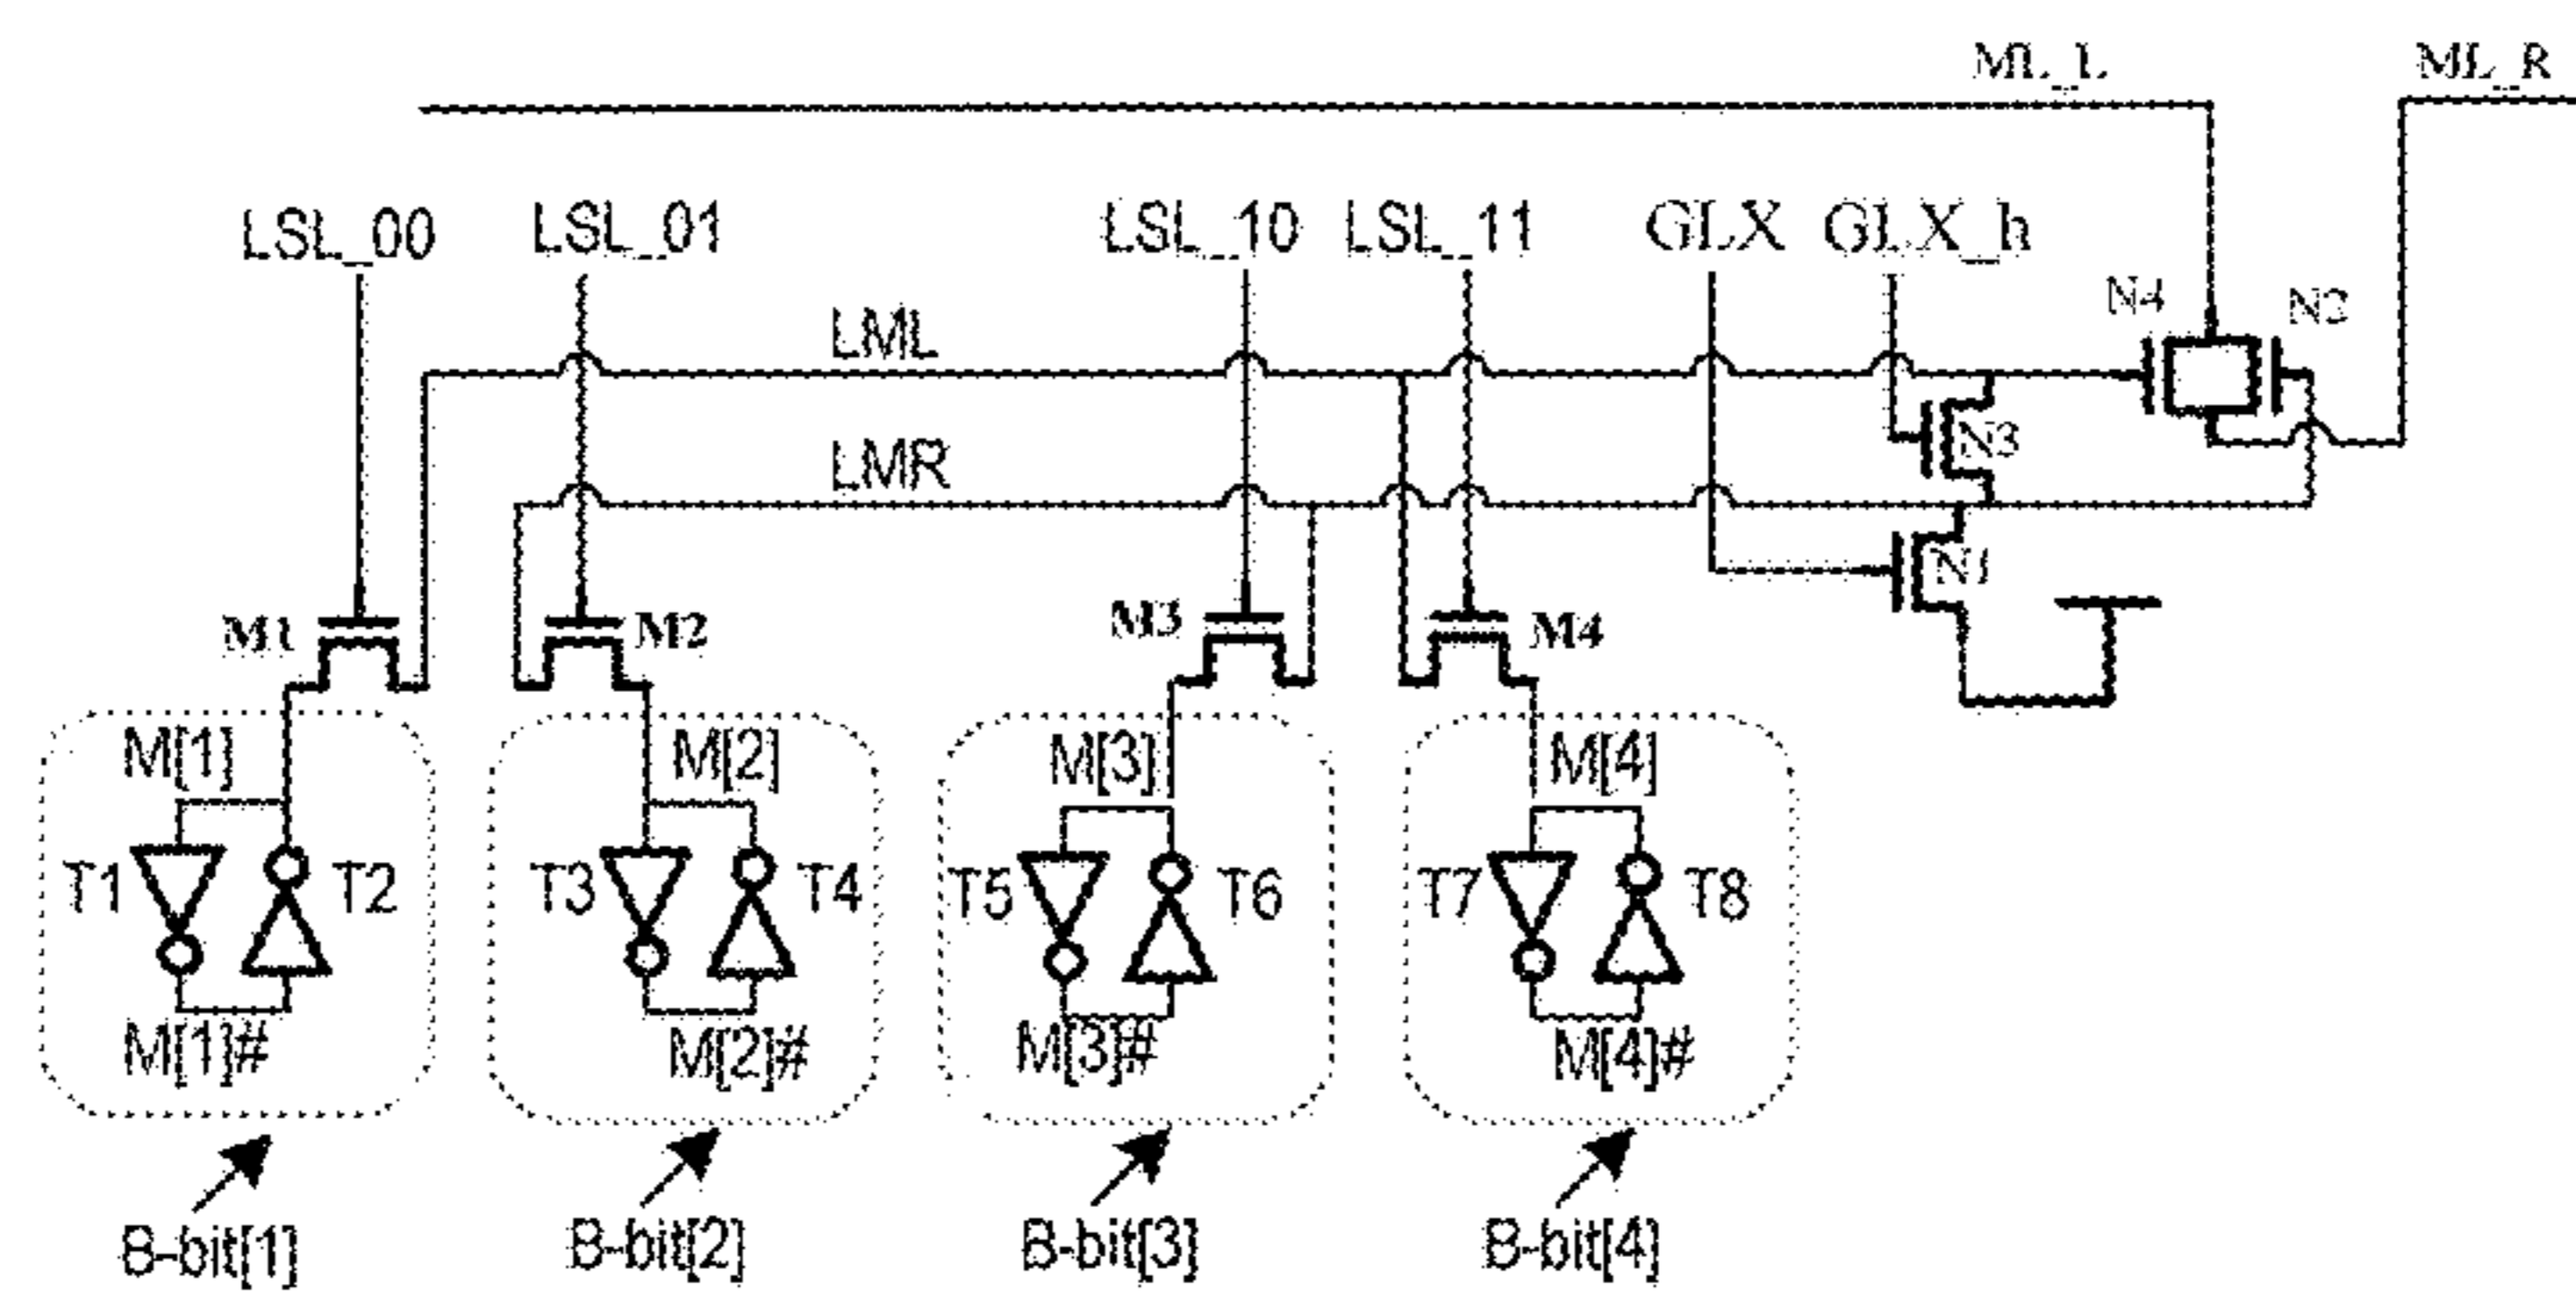 ML_L ML_R
LSL_00 LSL_01 LSL_10 LSL_11 GLX GLX_h
N4 N2
LML
N3
LMR
N1
M1 M2 M3 M4
M[1] M[2] M[3] M[4]
T1 T2 T3 T4 T5 T6 T7 T8
M[1]# M[2]# M[3]# M[4]#
B-bit[1] B-bit[2] B-bit[3] B-bit[4]